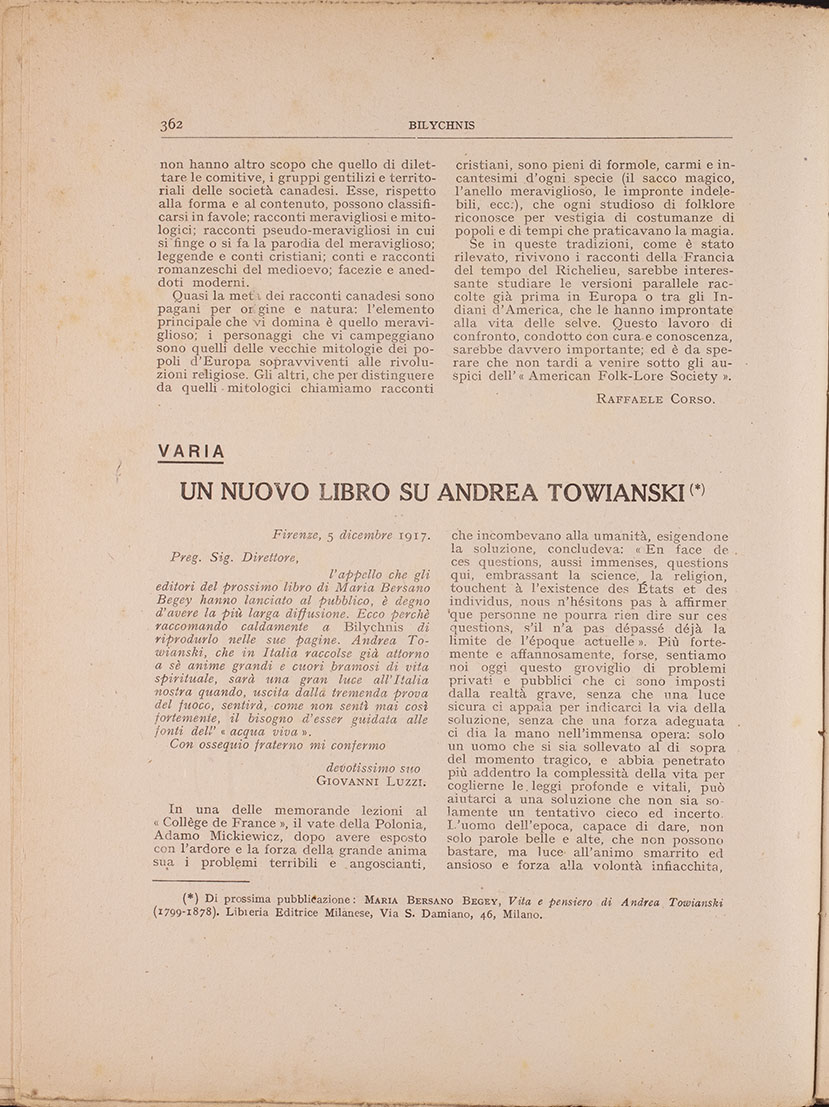 362
BILYCHNIS
non hanno altro scopo che quello di dilet-
tare le comitive, i gruppi gentilizi e territo-
riali delle società canadesi. Esse, rispetto
alla forma e al contenuto, possono classifi-
carsi in favole; racconti meravigliosi e mito-
logici; racconti pseudo-meravigliosi in cui
si finge o si fa la parodia del meraviglioso;
leggende e conti cristiani; conti e racconti
romanzeschi del medioevo; facezie e aned-
doti moderni.
Quasi la metà dei racconti canadesi sono
pagani per origine e natura: l'elemento
principale che vi domina è quello meravi-
glioso; i personaggi che vi campeggiano
sono quelli delle vecchie mitologie dei po-
poli d'Europa sopravviventi alle rivolu-
zioni religiose. Gli altri, che per distinguere
da quelli mitologici chiamiamo racconti
cristiani, sono pieni di formole, carmi e in-
cantesimi d'ogni specie (il sacco magico,
l'anello meraviglioso, le impronte indele-
bili, ecc.), che ogni studioso di folklore
riconosce per vestigia di costumanze di
popoli e di tempi che praticavano la magia.
Se in queste tradizioni, come è stato
rilevato, rivivono i racconti della Francia
del tempo del Richelieu, sarebbe interes-
sante studiare le versioni parallele rac-
colte già prima in Europa o tra gli In-
diani d'America, che le hanno improntate
alla vita delle selve. Questo lavoro di
confronto, condotto con cura e conoscenza,
sarebbe davvero importante; ed è da spe-
rare che non tardi a venire sotto gli au-
spici dell'« American Folk-Lore Society ».
RAFFAELE CORSO.
VARIA
UN NUOVO LIBRO SU ANDREA TOWIANSKI (*)
Firenze, 5 dicembre 1917.
Preg. Sig. Direttore,
l'appello che gli
editori del prossimo libro di Maria Bersano
Begey hanno lanciato al pubblico, è degno
d'avere la più larga diffusione. Ecco perchè
raccomando caldamente a Bilychnis di
riprodurlo nelle sue pagine. Andrea To-
wianski, che in Italia raccolse già attorno
a sè anime grandi e cuori bramosi di vita
spirituale, sarà una gran luce all'Italia
nostra quando, uscita dalla tremenda prova
del fuoco, sentirà, come non sentì mai così
fortemente, il bisogno d'esser guidata alle
fonti dell' « acqua viva ».
Con ossequio fraterno mi confermo
devotissimo suo
GIOVANNI LUZZI.
In una delle memorande lezioni al
« Collège de France », il vate della Polonia,
Adamo Mickiewicz, dopo avere esposto
con l'ardore e la forza della grande anima
sua i problemi terribili e angoscianti,
che incombevano alla umanità, esigendone
la soluzione, concludeva: « En face de
ces questions, aussi immenses, questions
qui, embrassant la science, la religion,
touchent à l'existence des États et des
individus, nous n'hésitons pas à affirmer
que personne ne pourra rien dire sur ces
questions, s'il n'a pas dépassé déjà la
limite de l'époque actuelle ». Più forte-
mente e affannosamente, forse, sentiamo
noi oggi questo groviglio di problemi
privati e pubblici che ci sono imposti
dalla realtà grave, senza che una luce
sicura ci appaia per indicarci la via della
soluzione, senza che una forza adeguata
ci dia la mano nell'immensa opera: solo
un uomo che si sia sollevato al di sopra
del momento tragico, e abbia penetrato
più addentro la complessità della vita per
coglierne le leggi profonde e vitali, può
aiutarci a una soluzione che non sia so-
lamente un tentativo cieco ed incerto.
L'uomo dell'epoca, capace di dare, non
solo parole belle e alte, che non possono
bastare, ma luce all'animo smarrito ed
ansioso e forza alla volontà infiacchita,
(*) Di prossima pubblicazione: MARIA BERSANO BEGEY, Vita e pensiero di Andrea Towianski
(1799-1878). Libreria Editrice Milanese, Via S. Damiano, 46, Milano.